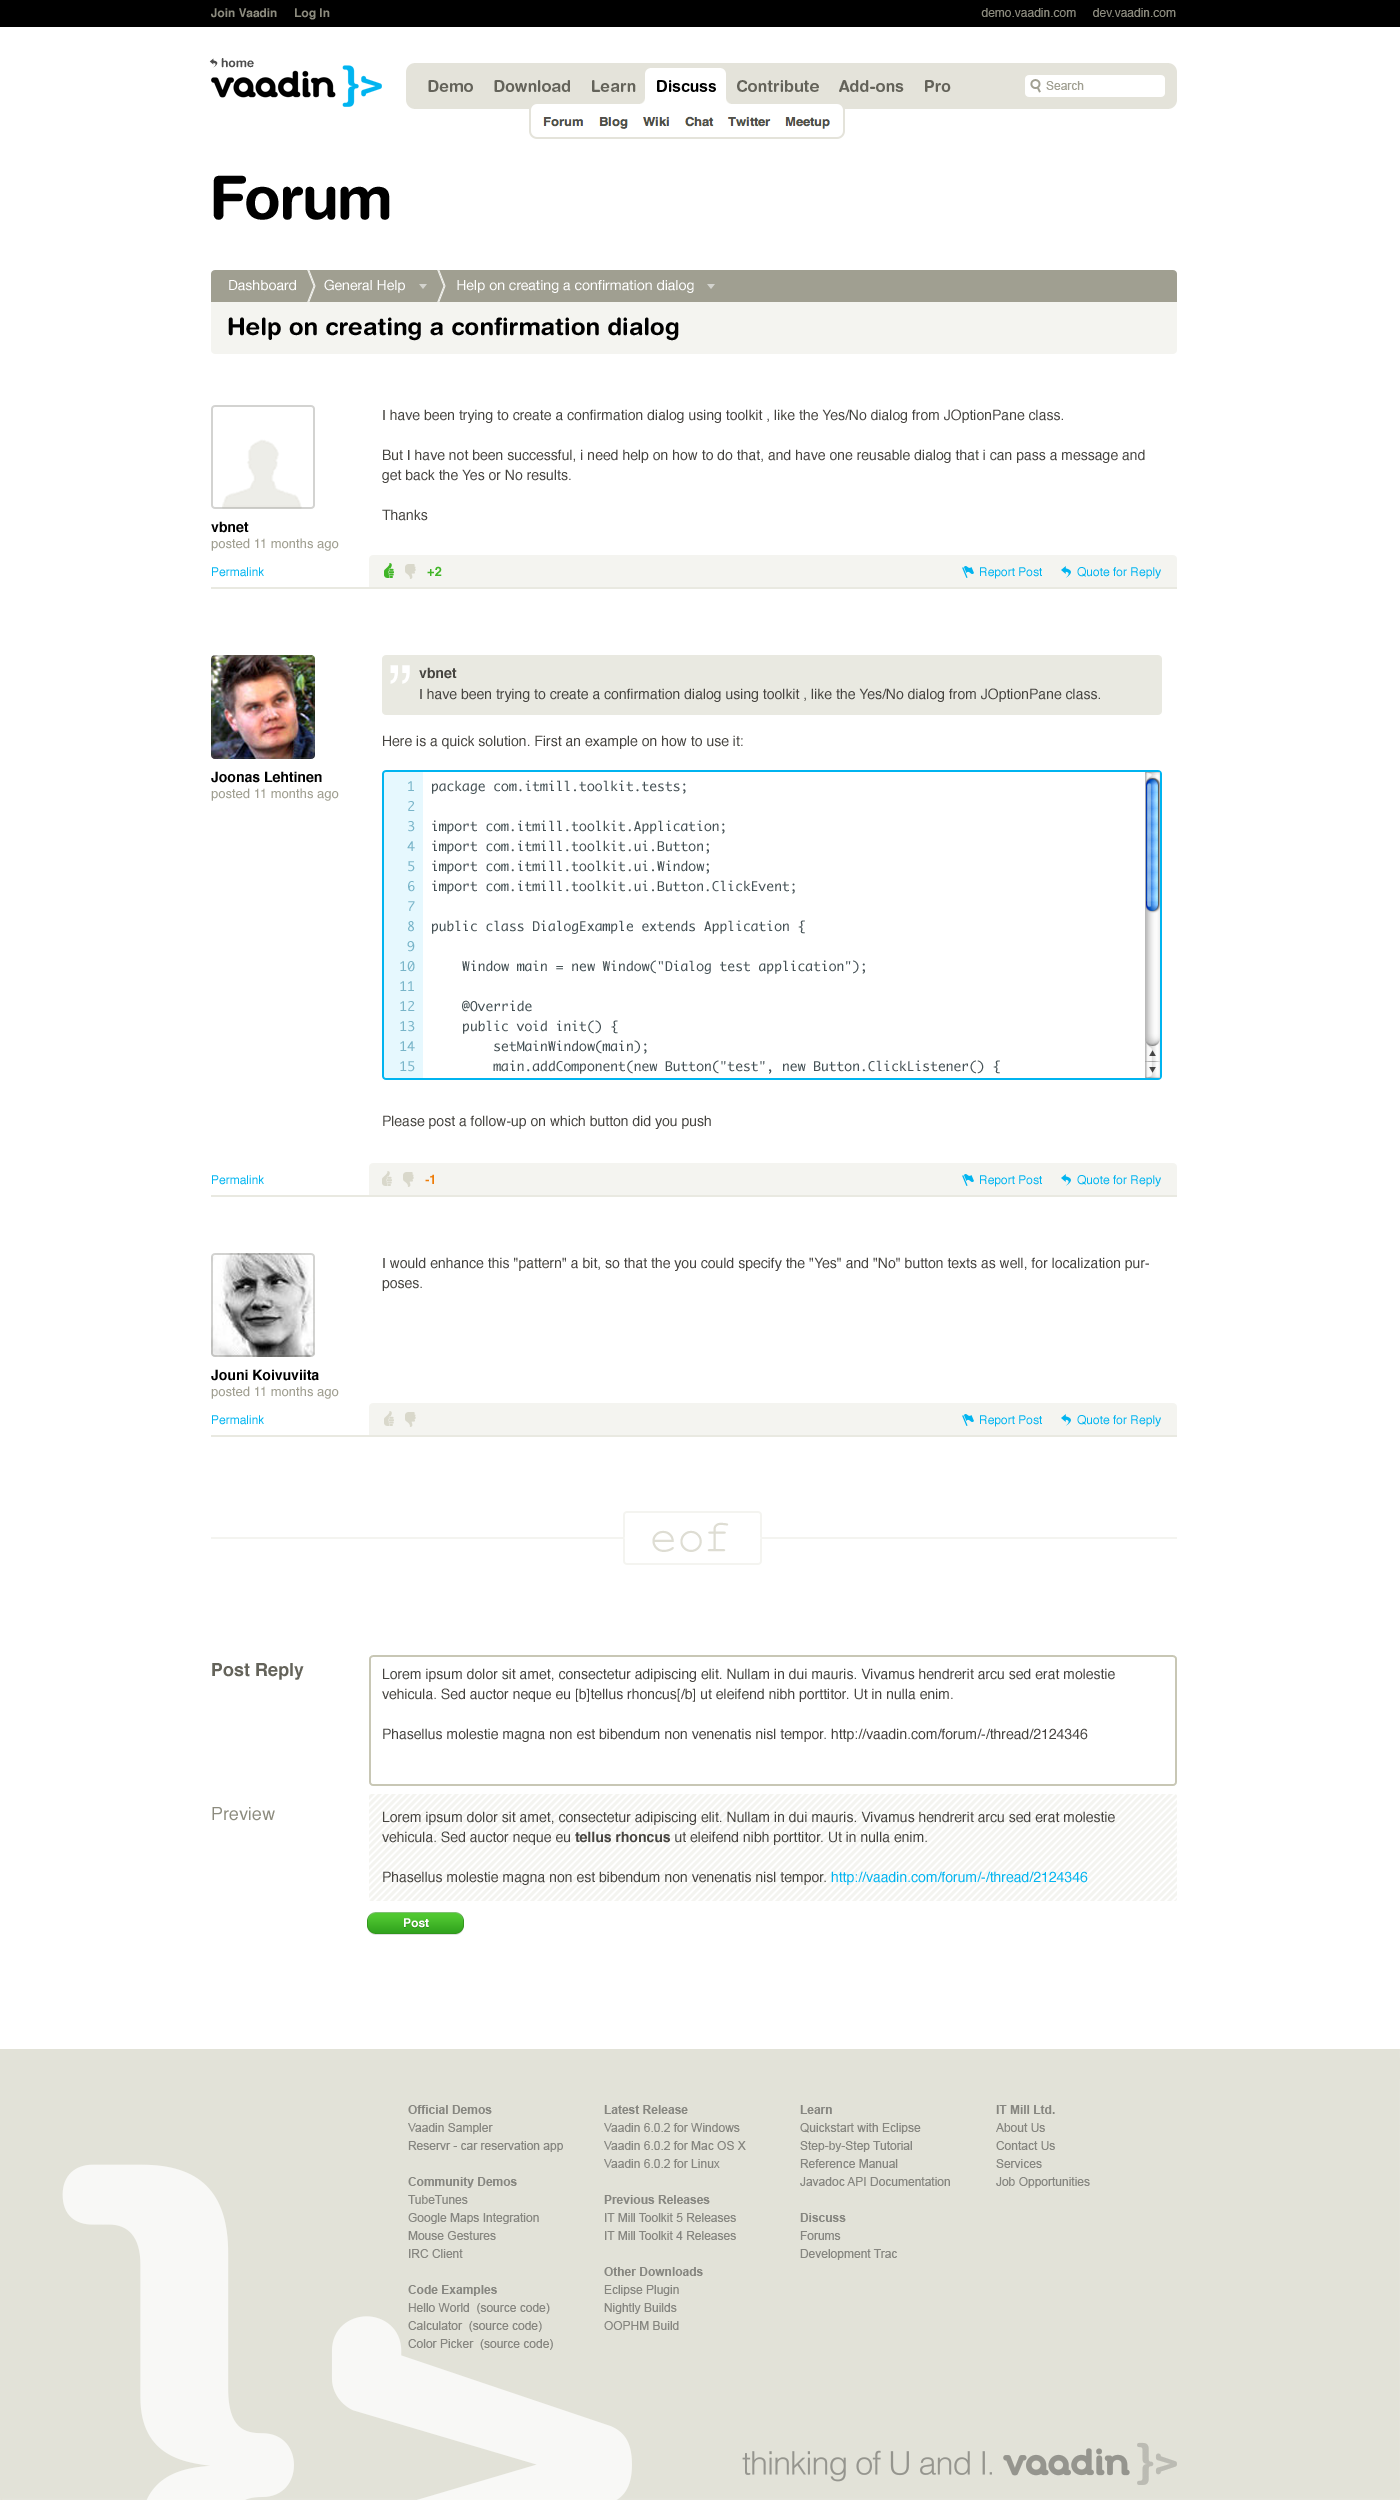 Join Vaadin Log In demo.vaadin.com dev.vaadin.com
home
vaadin }>
Demo Download Learn Discuss Contribute Add-ons Pro Search
Forum Blog Wiki Chat Twitter Meetup
Forum
Dashboard General Help Help on creating a confirmation dialog
Help on creating a confirmation dialog
I have been trying to create a confirmation dialog using toolkit , like the Yes/No dialog from JOptionPane class.
But I have not been successful, i need help on how to do that, and have one reusable dialog that i can pass a message and
get back the Yes or No results.
Thanks
vbnet
posted 11 months ago
Permalink +2 Report Post Quote for Reply
vbnet
I have been trying to create a confirmation dialog using toolkit , like the Yes/No dialog from JOptionPane class.
Here is a quick solution. First an example on how to use it:
Joonas Lehtinen
posted 11 months ago
1 package com.itmill.toolkit.tests;
2
3 import com.itmill.toolkit.Application;
4 import com.itmill.toolkit.ui.Button;
5 import com.itmill.toolkit.ui.Window;
6 import com.itmill.toolkit.ui.Button.ClickEvent;
7
8 public class DialogExample extends Application {
9
10 Window main = new Window("Dialog test application");
11
12 @Override
13 public void init() {
14 setMainWindow(main);
15 main.addComponent(new Button("test", new Button.ClickListener() {
Please post a follow-up on which button did you push
Permalink -1 Report Post Quote for Reply
I would enhance this "pattern" a bit, so that the you could specify the "Yes" and "No" button texts as well, for localization pur-
poses.
Jouni Koivuviita
posted 11 months ago
Permalink Report Post Quote for Reply
eof
Post Reply
Lorem ipsum dolor sit amet, consectetur adipiscing elit. Nullam in dui mauris. Vivamus hendrerit arcu sed erat molestie
vehicula. Sed auctor neque eu [b]tellus rhoncus[/b] ut eleifend nibh porttitor. Ut in nulla enim.
Phasellus molestie magna non est bibendum non venenatis nisl tempor. http://vaadin.com/forum/-/thread/2124346
Preview
Lorem ipsum dolor sit amet, consectetur adipiscing elit. Nullam in dui mauris. Vivamus hendrerit arcu sed erat molestie
vehicula. Sed auctor neque eu tellus rhoncus ut eleifend nibh porttitor. Ut in nulla enim.
Phasellus molestie magna non est bibendum non venenatis nisl tempor. http://vaadin.com/forum/-/thread/2124346
Post
Official Demos
Vaadin Sampler
Reservr - car reservation app
Community Demos
TubeTunes
Google Maps Integration
Mouse Gestures
IRC Client
Code Examples
Hello World (source code)
Calculator (source code)
Color Picker (source code)
Latest Release
Vaadin 6.0.2 for Windows
Vaadin 6.0.2 for Mac OS X
Vaadin 6.0.2 for Linux
Previous Releases
IT Mill Toolkit 5 Releases
IT Mill Toolkit 4 Releases
Other Downloads
Eclipse Plugin
Nightly Builds
OOPHM Build
Learn
Quickstart with Eclipse
Step-by-Step Tutorial
Reference Manual
Javadoc API Documentation
Discuss
Forums
Development Trac
IT Mill Ltd.
About Us
Contact Us
Services
Job Opportunities
thinking of U and I. vaadin }>